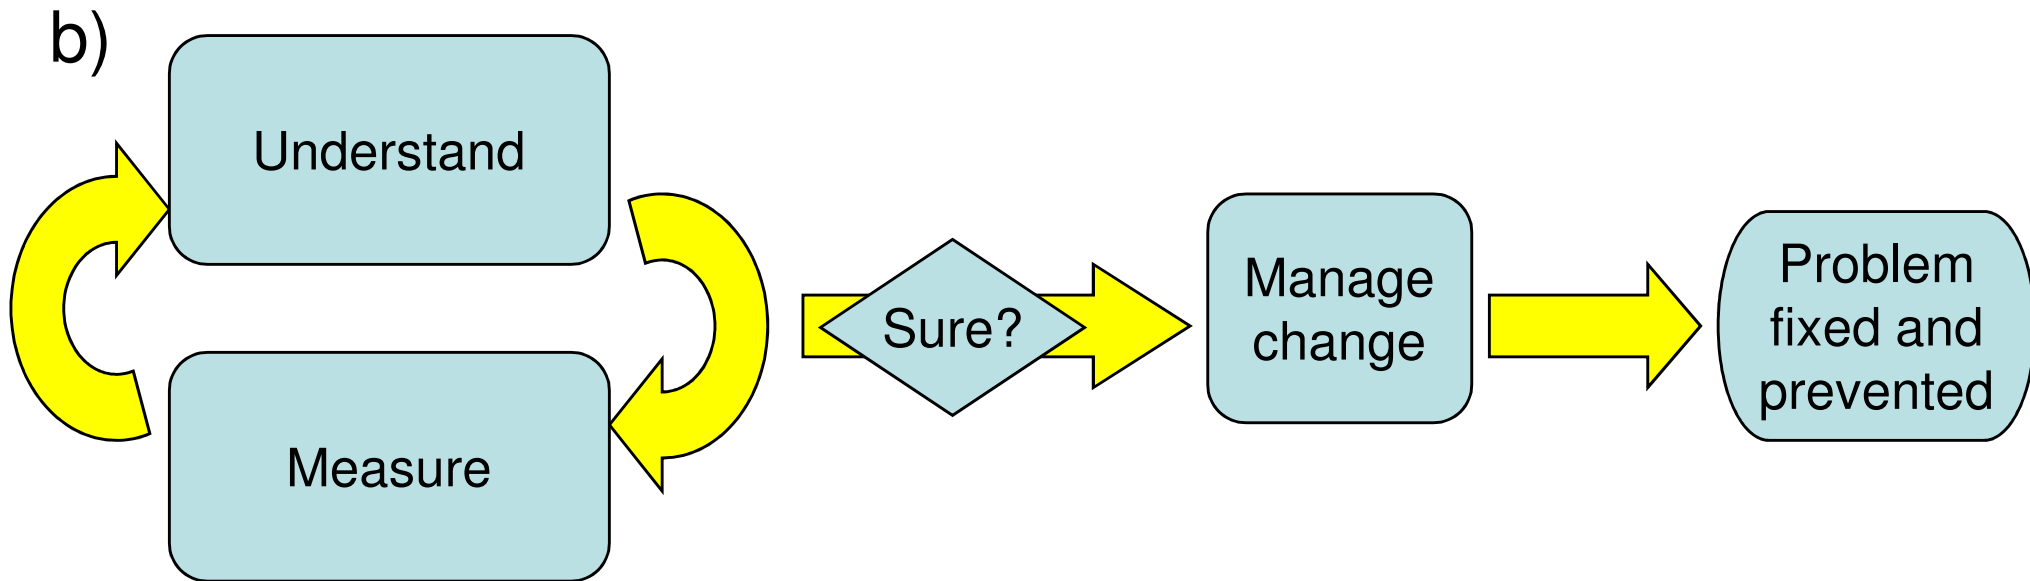 b)
Understand
Measure
Sure?
Manage
change
Problem
fixed and
prevented